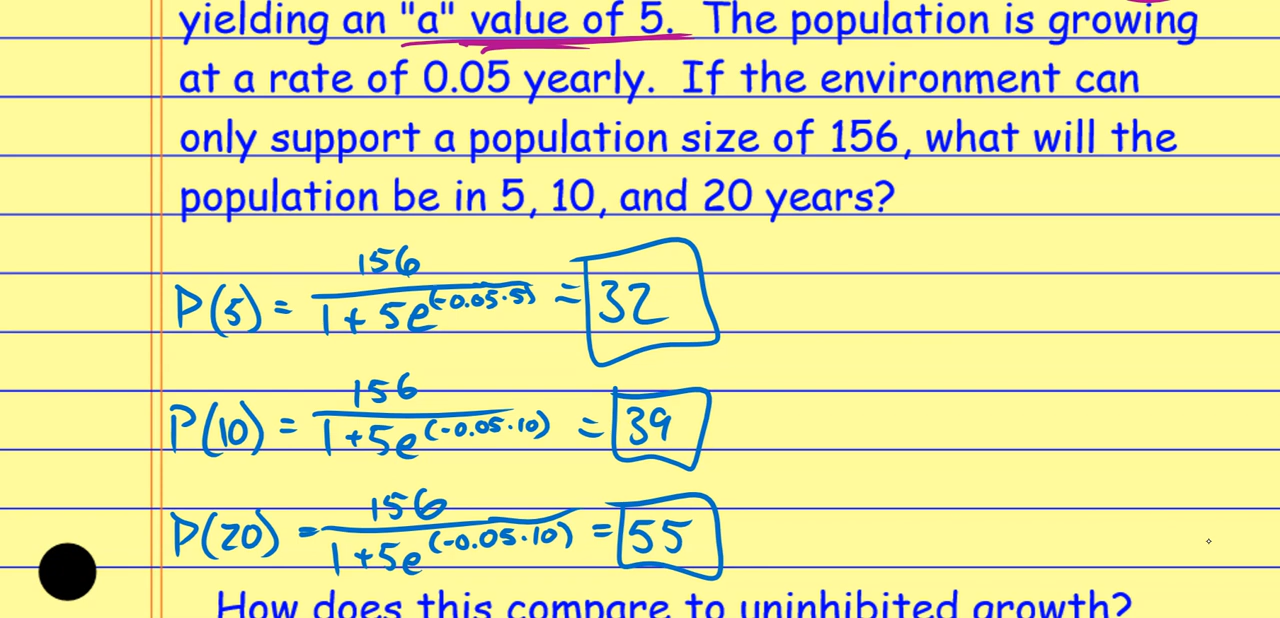 yielding an "a" value of 5. The population is growing
at a rate of 0.05 yearly. If the environment can
only support a population size of 156, what will the
population be in 5, 10, and 20 years?
P(5) = 156 / 1 + 5e^(-0.05·5) = 32
P(10) = 156 / 1+5e^(-0.05·10) = 39
P(20) = 156 / 1+5e^(-0.05·10) = 55
How does this compare to uninhibited growth?